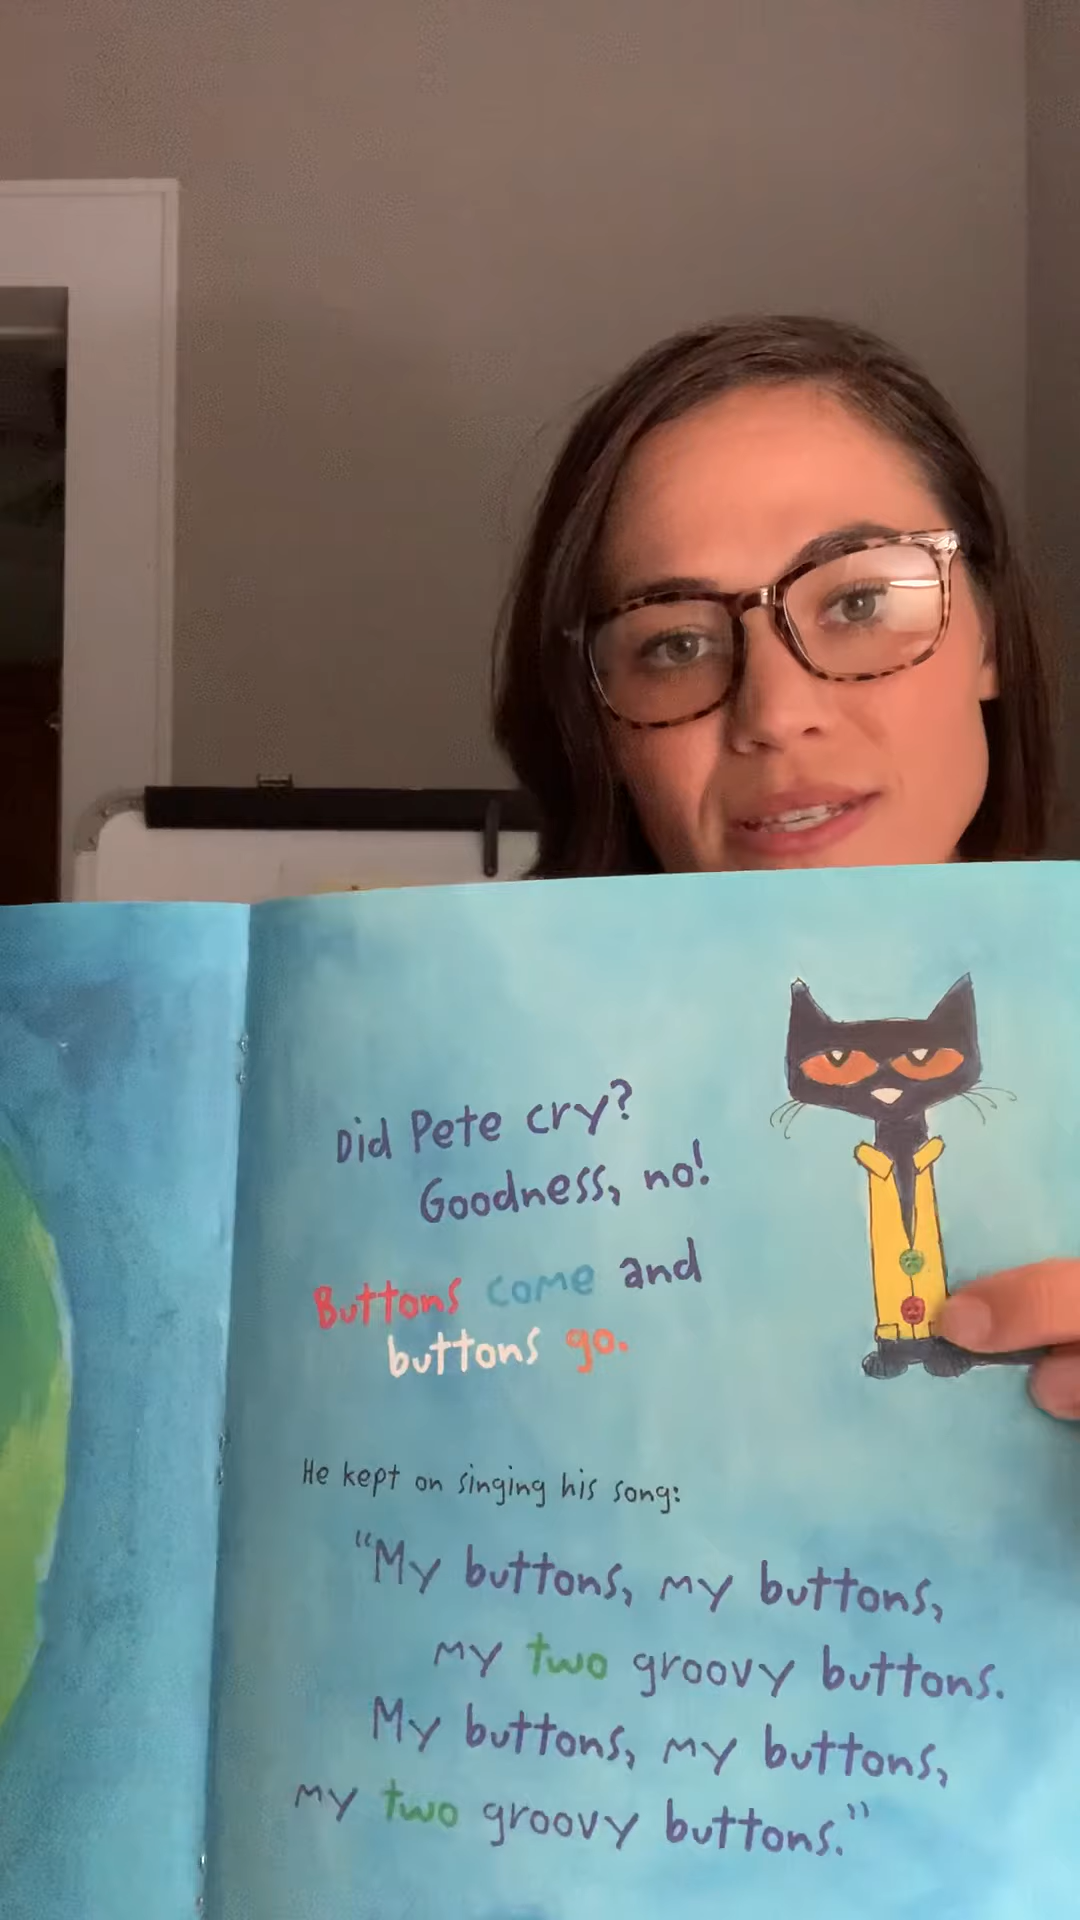 Did Pete cry?
Goodness, no!
Buttons come and
buttons go.
He kept on singing his song:
“My buttons, my buttons,
my two groovy buttons.
My buttons, my buttons,
my two groovy buttons.”